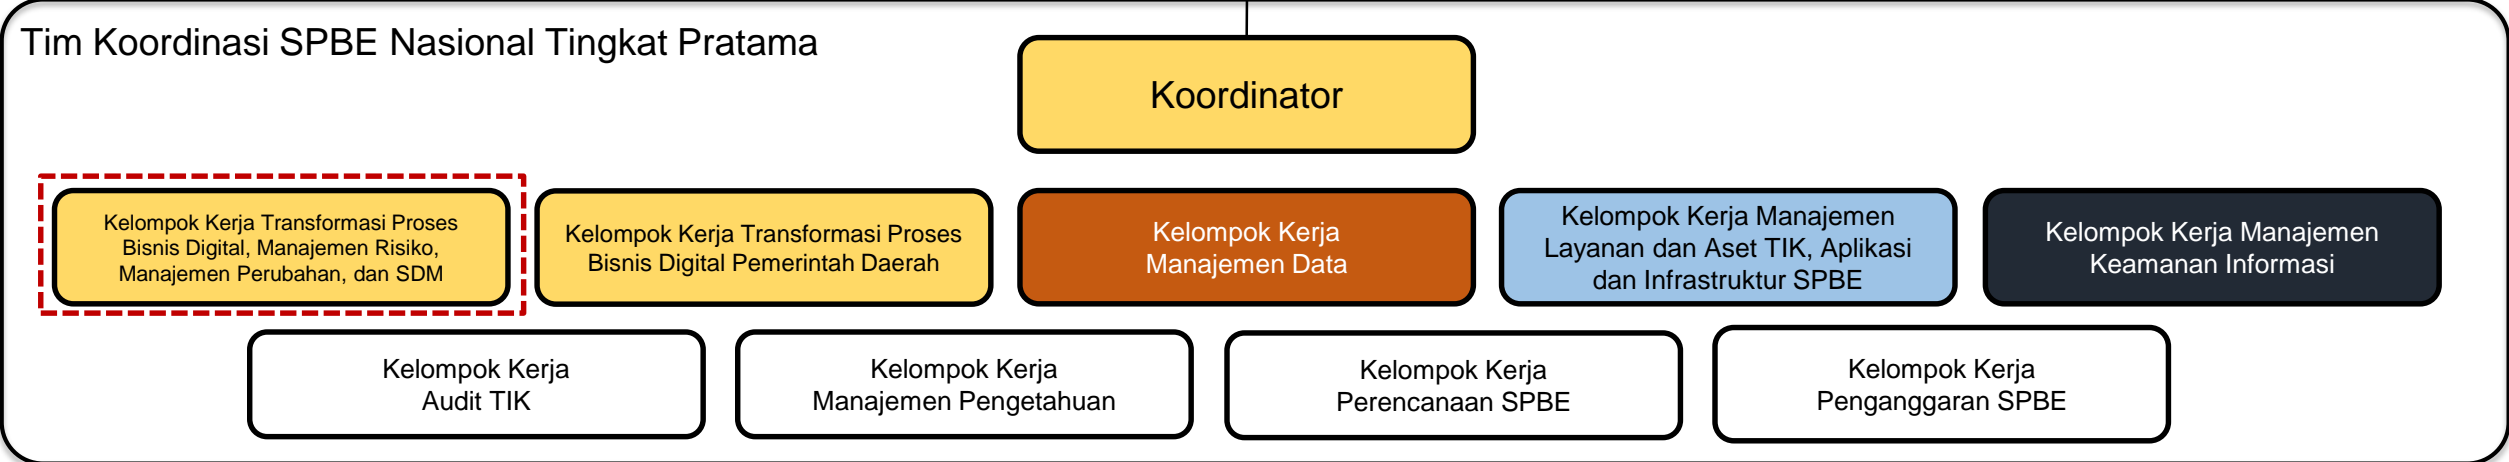 Tim Koordinasi SPBE Nasional Tingkat Pratama
Koordinator
Kelompok Kerja Transformasi Proses
Bisnis Digital, Manajemen Risiko,
Manajemen Perubahan, dan SDM
Kelompok Kerja Transformasi Proses
Bisnis Digital Pemerintah Daerah
Kelompok Kerja
Manajemen Data
Kelompok Kerja Manajemen
Layanan dan Aset TIK, Aplikasi
dan Infrastruktur SPBE
Kelompok Kerja Manajemen
Keamanan Informasi
Kelompok Kerja
Audit TIK
Kelompok Kerja
Manajemen Pengetahuan
Kelompok Kerja
Perencanaan SPBE
Kelompok Kerja
Penganggaran SPBE